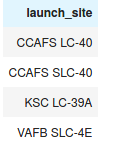 launch_site
CCAFS LC-40
CCAFS SLC-40
KSC LC-39A
VAFB SLC-4E